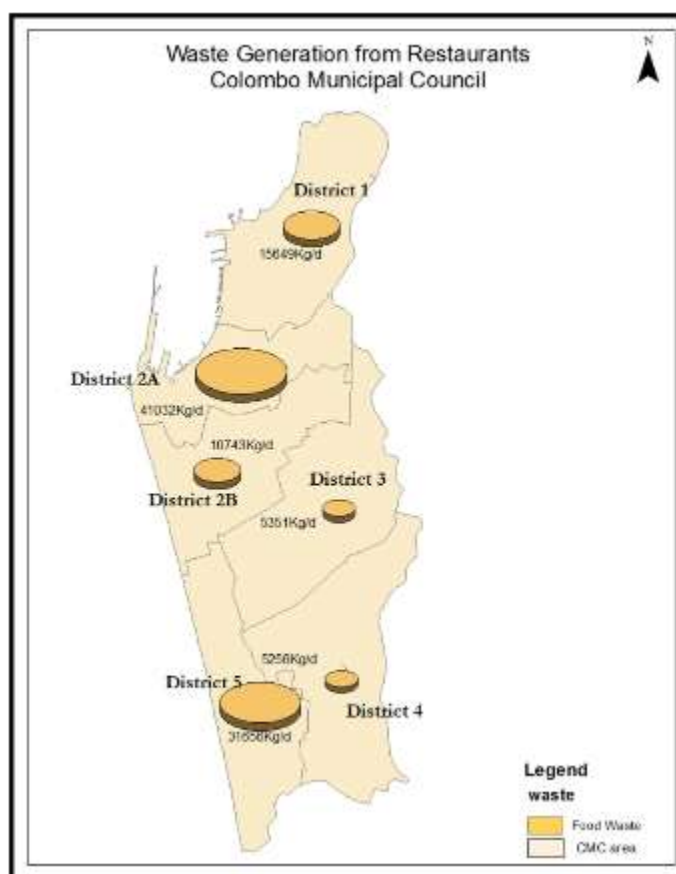 Waste Generation from Restaurants
Colombo Municipal Council
N
District 1
15649Kg/d
District 2A
41032Kg/d
10743Kg/d
District 2B
District 3
5351Kg/d
5256Kg/d
District 5
31656Kg/d
District 4
Legend
waste
Food Waste
CMC area